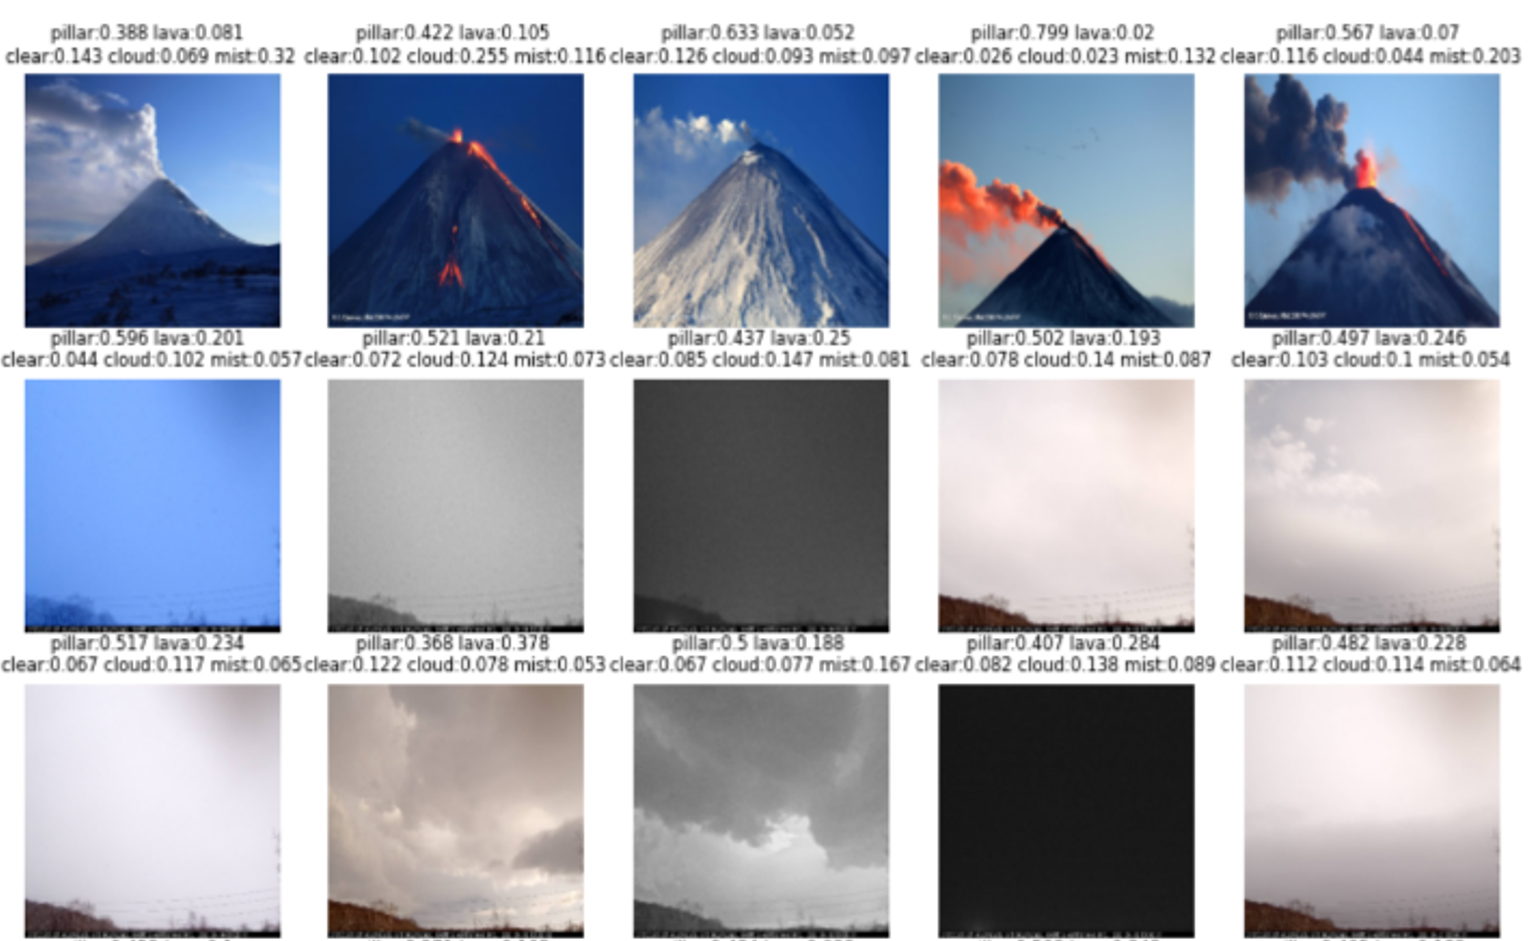 pillar:0.388 lava:0.081
clear:0.143 cloud:0.069 mist:0.32
pillar:0.422 lava:0.105
clear:0.102 cloud:0.255 mist:0.116
pillar:0.633 lava:0.052
clear:0.126 cloud:0.093 mist:0.097
pillar:0.799 lava:0.02
clear:0.026 cloud:0.023 mist:0.132
pillar:0.567 lava:0.07
clear:0.116 cloud:0.044 mist:0.203
pillar:0.596 lava:0.201
clear:0.044 cloud:0.102 mist:0.057
pillar:0.521 lava:0.21
clear:0.072 cloud:0.124 mist:0.073
pillar:0.437 lava:0.25
clear:0.085 cloud:0.147 mist:0.081
pillar:0.502 lava:0.193
clear:0.078 cloud:0.14 mist:0.087
pillar:0.497 lava:0.246
clear:0.103 cloud:0.1 mist:0.054
pillar:0.517 lava:0.234
clear:0.067 cloud:0.117 mist:0.065
pillar:0.368 lava:0.378
clear:0.122 cloud:0.078 mist:0.053
pillar:0.5 lava:0.188
clear:0.067 cloud:0.077 mist:0.167
pillar:0.407 lava:0.284
clear:0.082 cloud:0.138 mist:0.089
pillar:0.482 lava:0.228
clear:0.112 cloud:0.114 mist:0.064